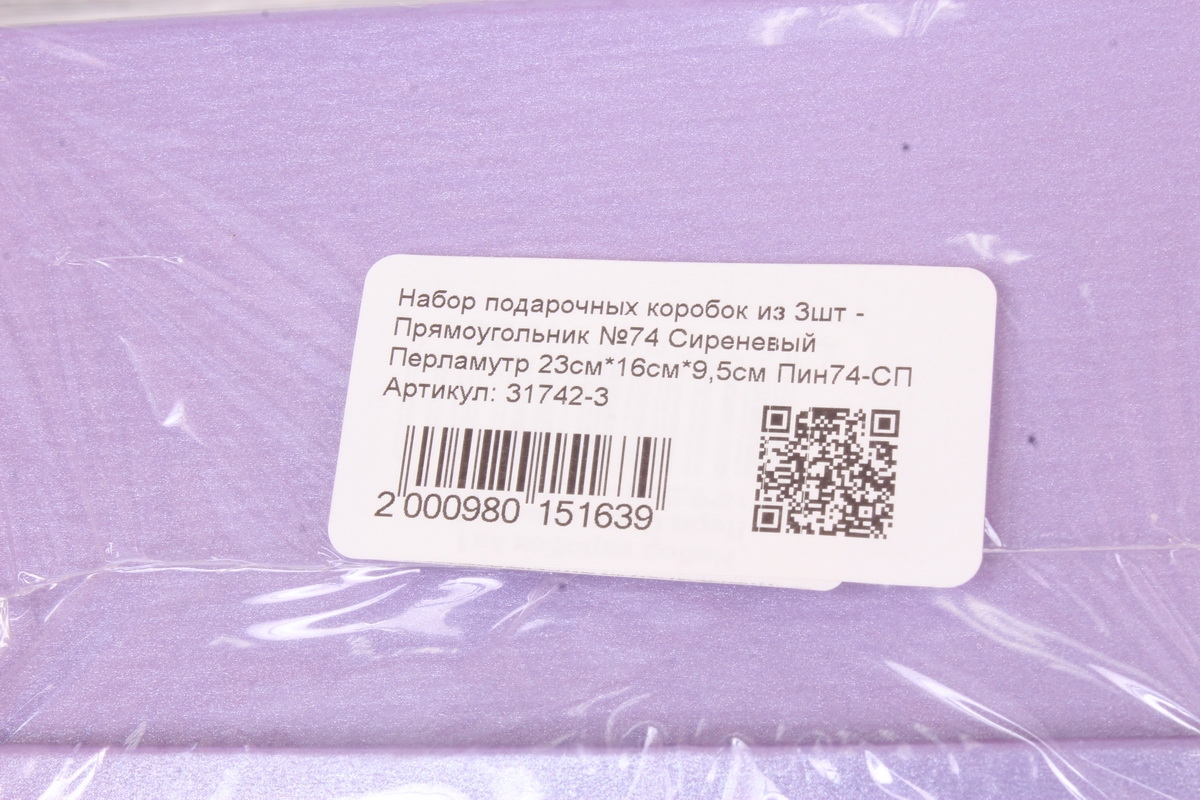 Набор подарочных коробок из 3шт -
Прямоугольник №74 Сиреневый
Перламутр 23см*16см*9,5см Пин74-СП
Артикул: 31742-3
2 000980 151639